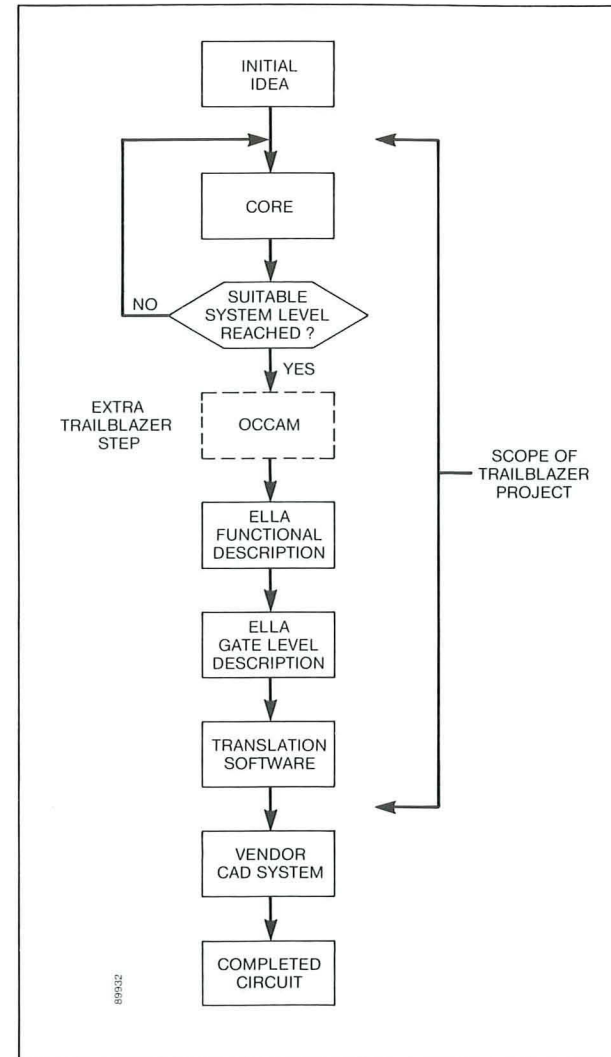 INITIAL
IDEA
CORE
SUITABLE
SYSTEM LEVEL
REACHED ?
NO
YES
EXTRA
TRAILBLAZER
STEP
OCCAM
SCOPE OF
TRAILBLAZER
PROJECT
ELLA
FUNCTIONAL
DESCRIPTION
ELLA
GATE LEVEL
DESCRIPTION
TRANSLATION
SOFTWARE
VENDOR
CAD SYSTEM
COMPLETED
CIRCUIT
89932